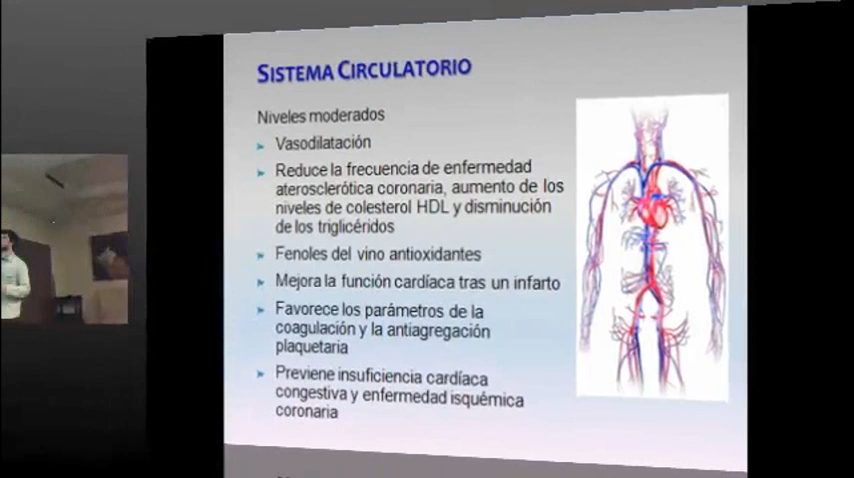 SISTEMA CIRCULATORIO
Niveles moderados
Vasodilatación
Reduce la frecuencia de enfermedad
aterosclerótica coronaria, aumento de los
niveles de colesterol HDL y disminución
de los triglicéridos
Fenoles del vino antioxidantes
Mejora la función cardíaca tras un infarto
Favorece los parámetros de la
coagulación y la antiagregación
plaquetaria
Previene insuficiencia cardíaca
congestiva y enfermedad isquémica
coronaria